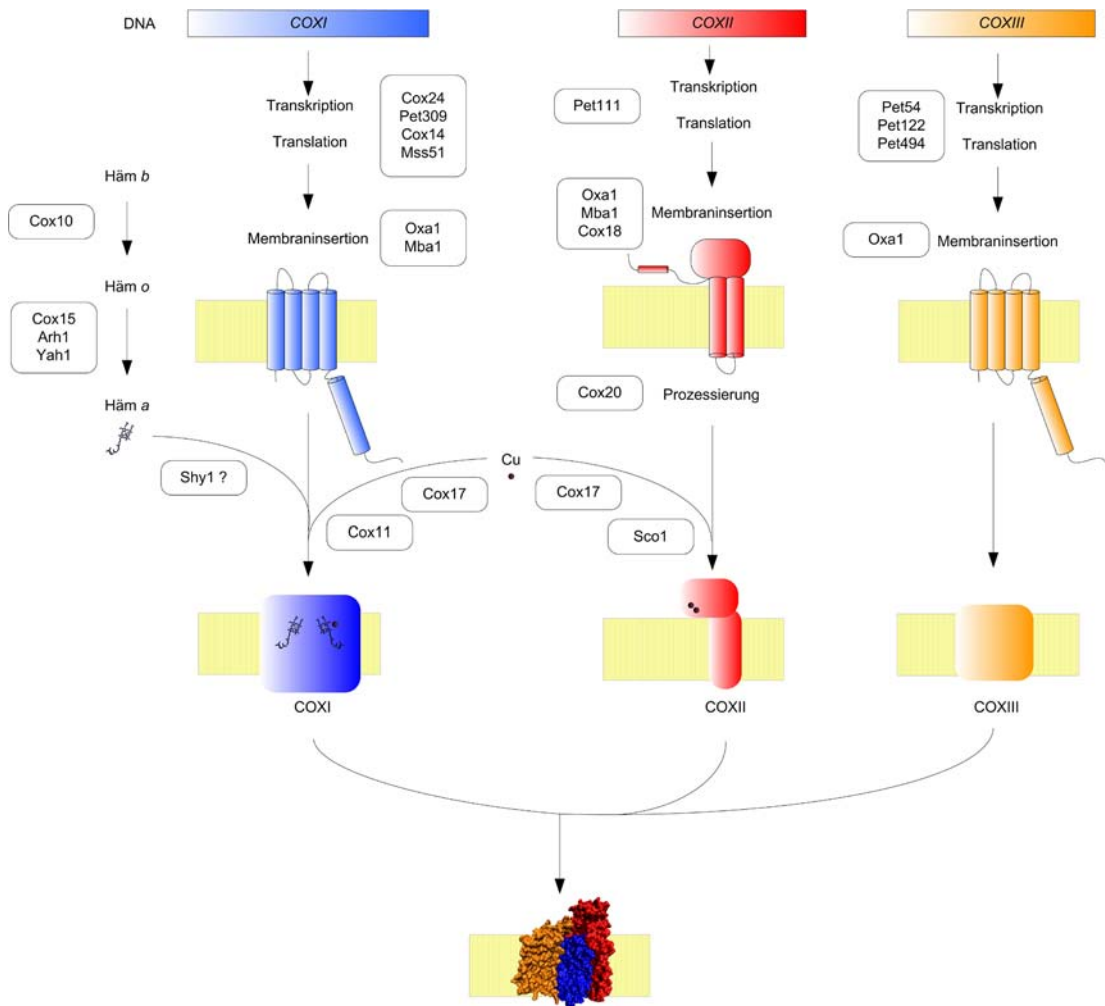 DNA
COXI
COXII
COXIII
Transkription
Translation
Cox24
Pet309
Cox14
Mss51
Pet111
Transkription
Translation
Pet54
Pet122
Pet494
Transkription
Translation
Häm b
Cox10
Häm o
Cox15
Arh1
Yah1
Häm a
Membraninsertion
Oxa1
Mba1
Oxa1
Mba1
Cox18
Membraninsertion
Oxa1
Membraninsertion
Cox20
Prozessierung
Shy1 ?
Cu
Cox17
Cox17
Cox11
Sco1
COXI
COXII
COXIII